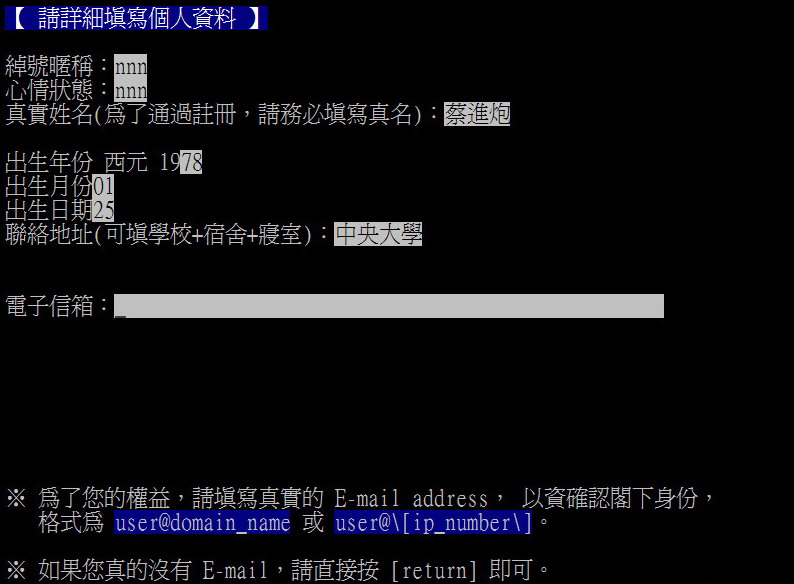 【 請詳細填寫個人資料 】
綽號暱稱：nnn
心情狀態：nnn
真實姓名(為了通過註冊，請務必填寫真名)：蔡進炮
出生年份 西元 1978
出生月份01
出生日期25
聯絡地址(可填學校+宿舍+寢室)：中央大學
電子信箱：_
※ 為了您的權益，請填寫真實的 E-mail address， 以資確認閣下身份，
格式為 user@domain_name 或 user@\[ip_number\]。
※ 如果您真的沒有 E-mail，請直接按 [return] 即可。